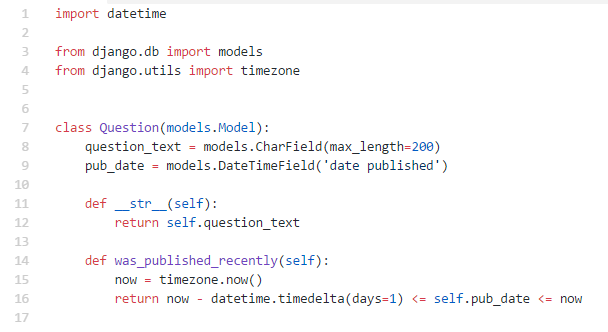 1 import datetime
2
3 from django.db import models
4 from django.utils import timezone
5
6
7 class Question(models.Model):
8     question_text = models.CharField(max_length=200)
9     pub_date = models.DateTimeField('date published')
10
11     def __str__(self):
12         return self.question_text
13
14     def was_published_recently(self):
15         now = timezone.now()
16         return now - datetime.timedelta(days=1) <= self.pub_date <= now
17